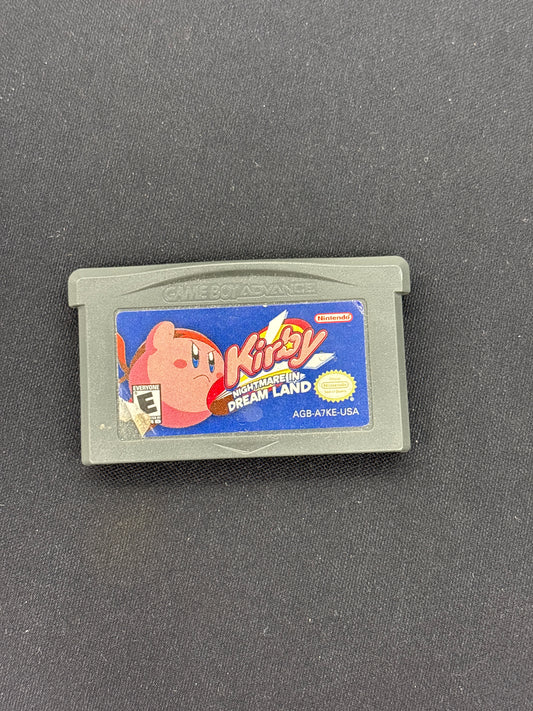 GAME BOY ADVANCE
Nintendo
Kirby
NIGHTMARE IN
DREAM LAND
EVERYONE
E
AGB-A7KE-USA